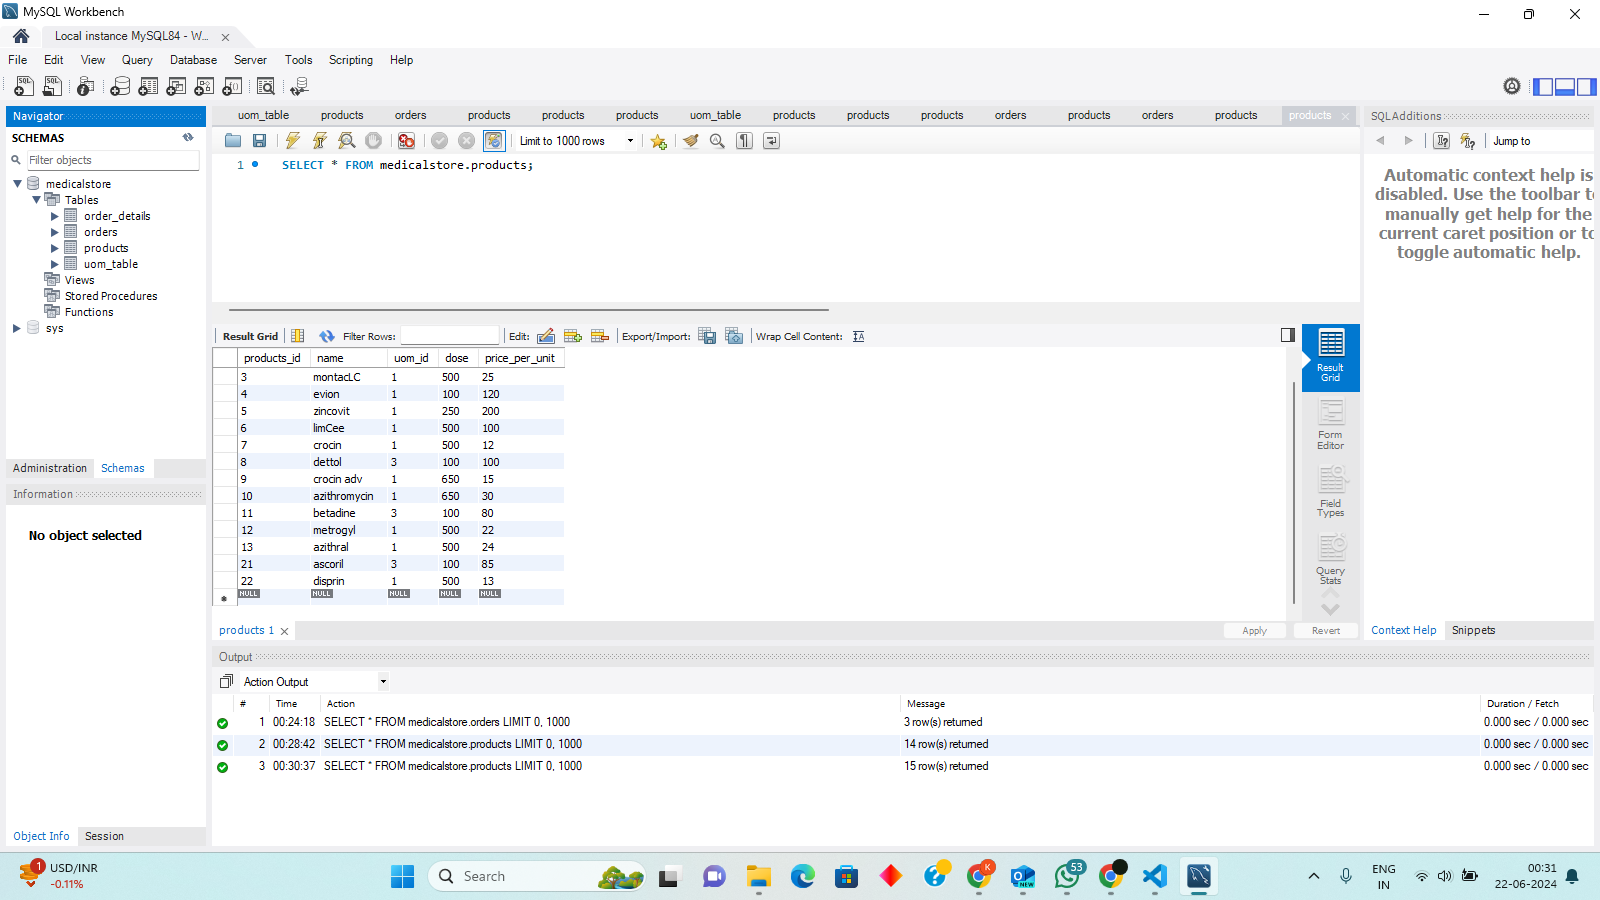 MySQL Workbench
Local instance MySQL84 - W...
File Edit View Query Database Server Tools Scripting Help
Navigator
SCHEMAS
Filter objects
medicalstore
Tables
order_details
orders
products
uom_table
Views
Stored Procedures
Functions
sys
Administration Schemas
Information
No object selected
Object Info Session
uom_table products orders products products products uom_table products products products orders products orders products products
Limit to 1000 rows
1 SELECT * FROM medicalstore.products;
Result Grid Filter Rows: Edit: Export/Import: Wrap Cell Content:
products_id name uom_id dose price_per_unit
3 montacLC 1 500 25
4 evion 1 100 120
5 zincovit 1 250 200
6 limCee 1 500 100
7 crocin 1 500 12
8 dettol 3 100 100
9 crocin adv 1 650 15
10 azithromycin 1 650 30
11 betadine 3 100 80
12 metrogyl 1 500 22
13 azithral 1 500 24
21 ascoril 3 100 85
22 disprin 1 500 13
NULL NULL NULL NULL NULL
Result
Grid
Form
Editor
Field
Types
Query
Stats
products 1
Apply Revert
SQLAdditions
Jump to
Automatic context help is
disabled. Use the toolbar to
manually get help for the
current caret position or to
toggle automatic help.
Context Help Snippets
Output
Action Output
# Time Action Message Duration / Fetch
1 00:24:18 SELECT * FROM medicalstore.orders LIMIT 0, 1000 3 row(s) returned 0.000 sec / 0.000 sec
2 00:28:42 SELECT * FROM medicalstore.products LIMIT 0, 1000 14 row(s) returned 0.000 sec / 0.000 sec
3 00:30:37 SELECT * FROM medicalstore.products LIMIT 0, 1000 15 row(s) returned 0.000 sec / 0.000 sec
1
USD/INR
-0.11%
Search
K
NEW
53
ENG
IN
00:31
22-06-2024